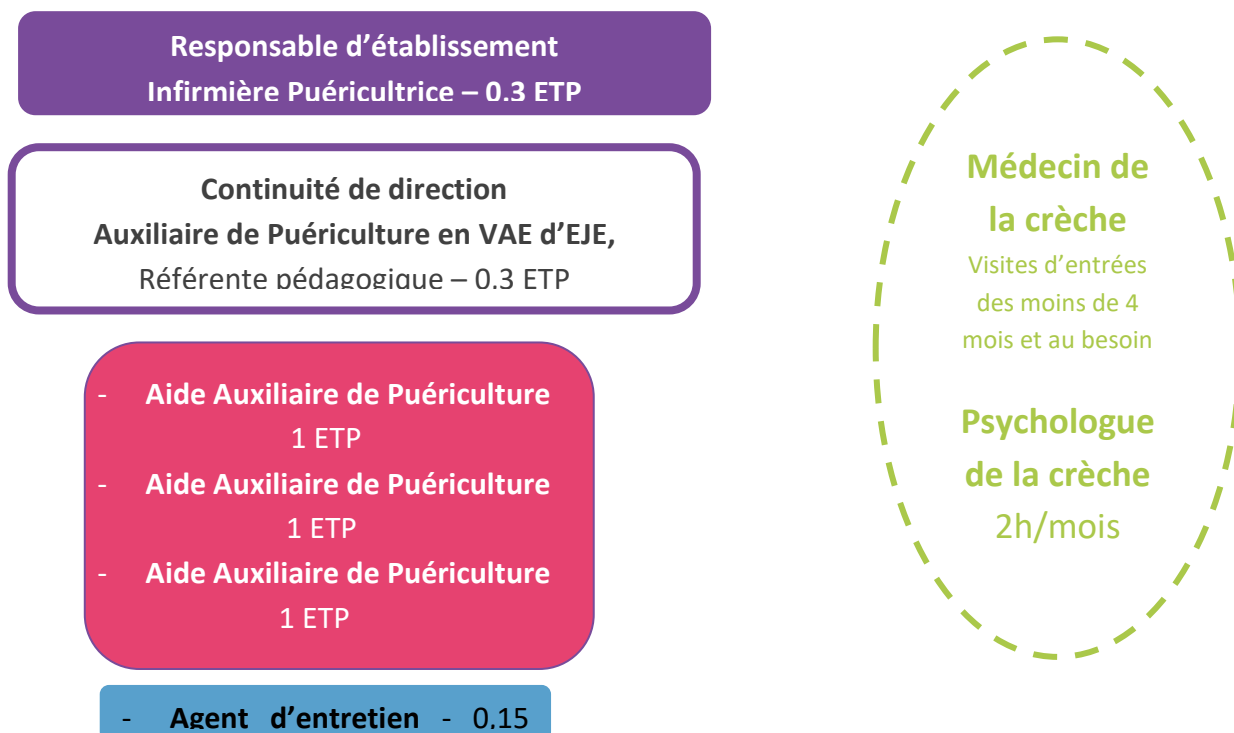 Responsable d’établissement
Infirmière Puéricultrice – 0.3 ETP
Continuité de direction
Auxiliaire de Puériculture en VAE d’EJE,
Référente pédagogique – 0.3 ETP
- Aide Auxiliaire de Puériculture
1 ETP
- Aide Auxiliaire de Puériculture
1 ETP
- Aide Auxiliaire de Puériculture
1 ETP
- Agent d’entretien - 0,15
Médecin de
la crèche
Visites d’entrées
des moins de 4
mois et au besoin
Psychologue
de la crèche
2h/mois